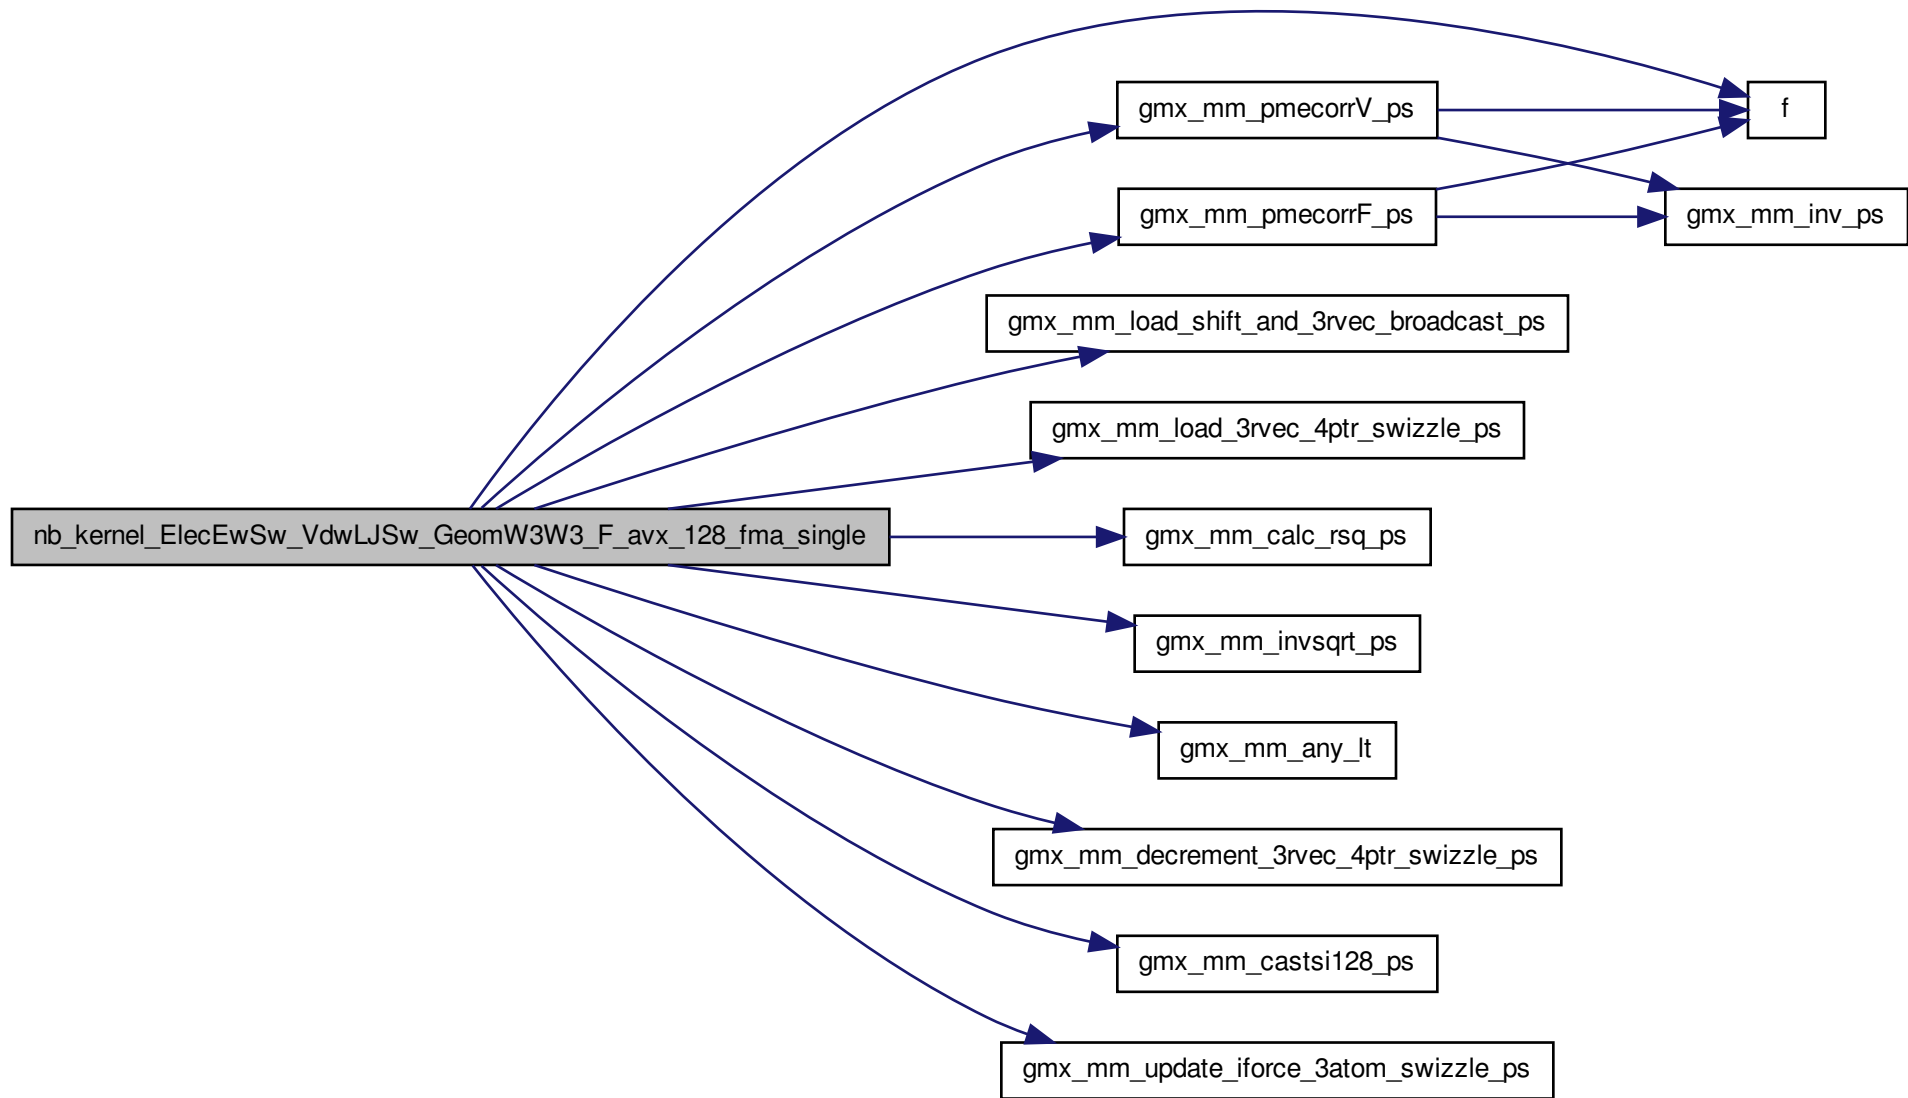 gmx_mm_pmecorrV_ps
f
gmx_mm_pmecorrF_ps
gmx_mm_inv_ps
gmx_mm_load_shift_and_3rvec_broadcast_ps
gmx_mm_load_3rvec_4ptr_swizzle_ps
nb_kernel_ElecEwSw_VdwLJSw_GeomW3W3_F_avx_128_fma_single
gmx_mm_calc_rsq_ps
gmx_mm_invsqrt_ps
gmx_mm_any_lt
gmx_mm_decrement_3rvec_4ptr_swizzle_ps
gmx_mm_castsi128_ps
gmx_mm_update_iforce_3atom_swizzle_ps